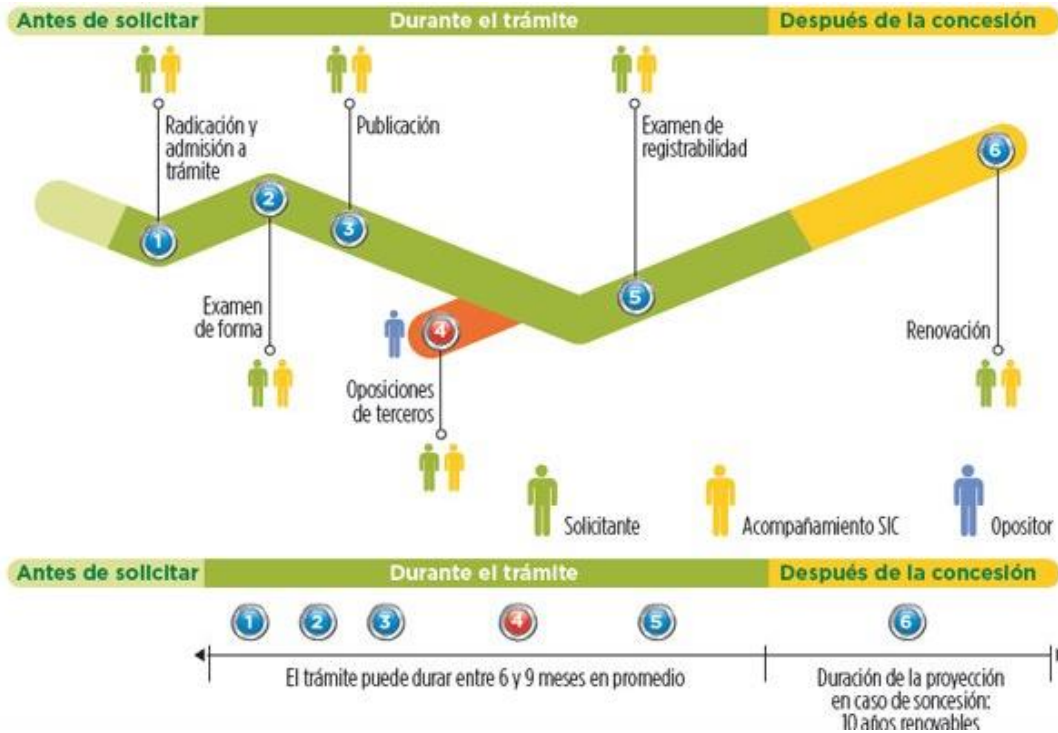 Antes de solicitar
Durante el trámite
Después de la concesión
Radicación y
admisión a
trámite
Publicación
Examen de
registrabilidad
1
2
3
4
5
6
Examen
de forma
Oposiciones
de terceros
Renovación
Solicitante
Acompañamiento SIC
Opositor
Antes de solicitar
Durante el trámite
Después de la concesión
1
2
3
4
5
6
El trámite puede durar entre 6 y 9 meses en promedio
Duración de la proyección
en caso de soncesión:
10 años renovables